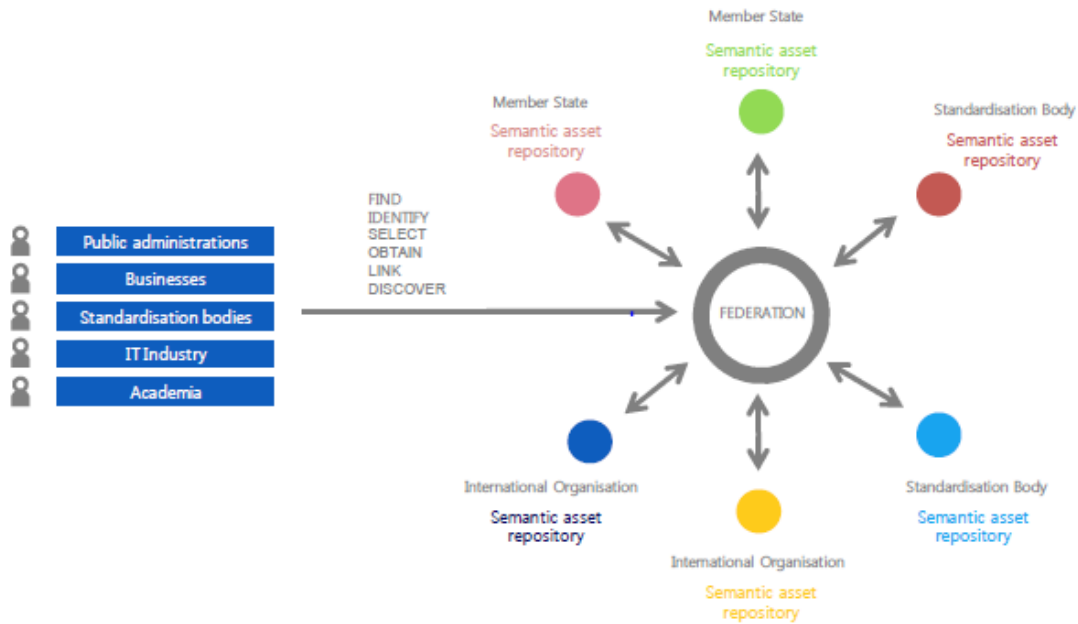 Member State
Semantic asset
repository
Member State
Semantic asset
repository
Standardisation Body
Semantic asset
repository
FIND
IDENTIFY
SELECT
OBTAIN
LINK
DISCOVER
Public administrations
Businesses
Standardisation bodies
IT Industry
Academia
FEDERATION
International Organisation
Semantic asset
repository
Standardisation Body
Semantic asset
repository
International Organisation
Semantic asset
repository